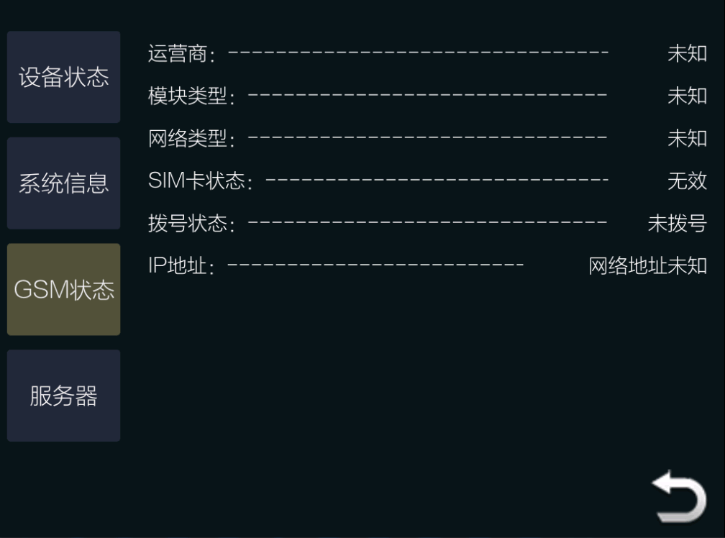 设备状态
系统信息
GSM状态
服务器
运营商：-------------------------------- 未知
模块类型：------------------------------ 未知
网络类型：------------------------------ 未知
SIM卡状态：----------------------------- 无效
拨号状态：------------------------------ 未拨号
IP地址：------------------------- 网络地址未知